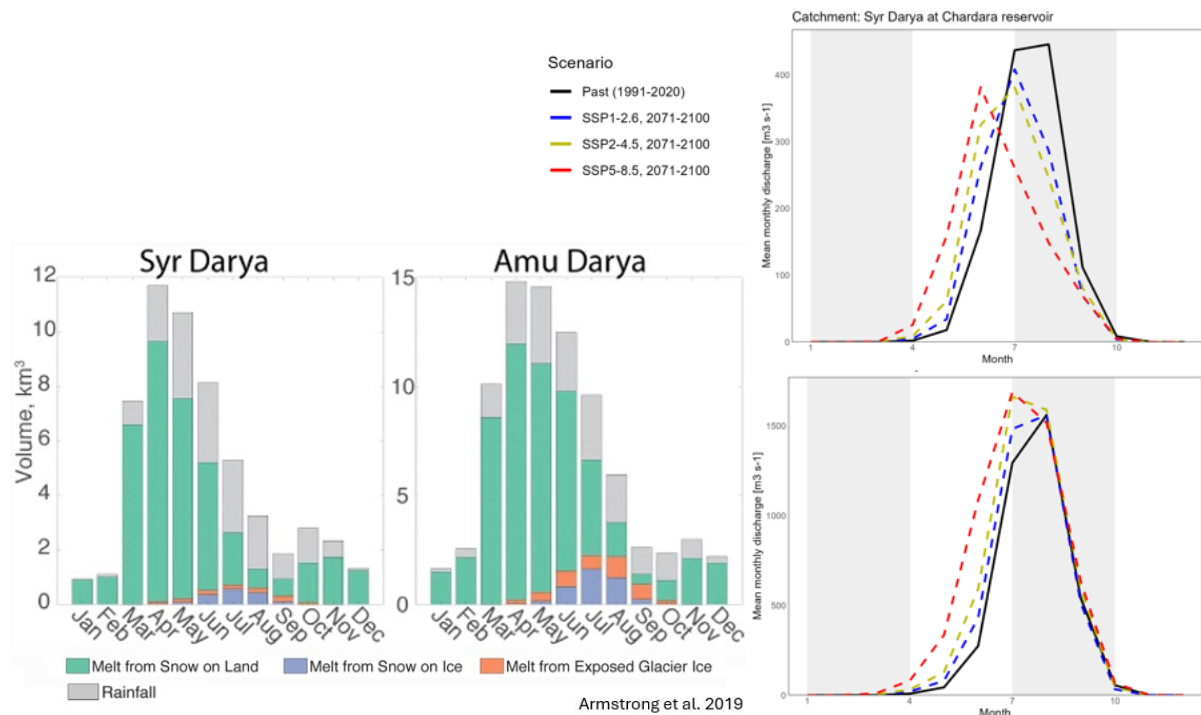 Catchment: Syr Darya at Chardara reservoir
Scenario
Past (1991-2020)
SSP1-2.6, 2071-2100
SSP2-4.5, 2071-2100
SSP5-8.5, 2071-2100
Mean monthly discharge [m3 s-1]
400
300
200
100
0
1 4 7 10
Month
Syr Darya
Amu Darya
Volume, km³
12
10
8
6
4
2
0
Jan Feb Mar Apr May Jun Jul Aug Sep Oct Nov Dec
15
10
5
0
Jan Feb Mar Apr May Jun Jul Aug Sep Oct Nov Dec
Melt from Snow on Land Melt from Snow on Ice Melt from Exposed Glacier Ice
Rainfall
Armstrong et al. 2019
Mean monthly discharge [m3 s-1]
1500
1000
500
0
1 4 7 10
Month